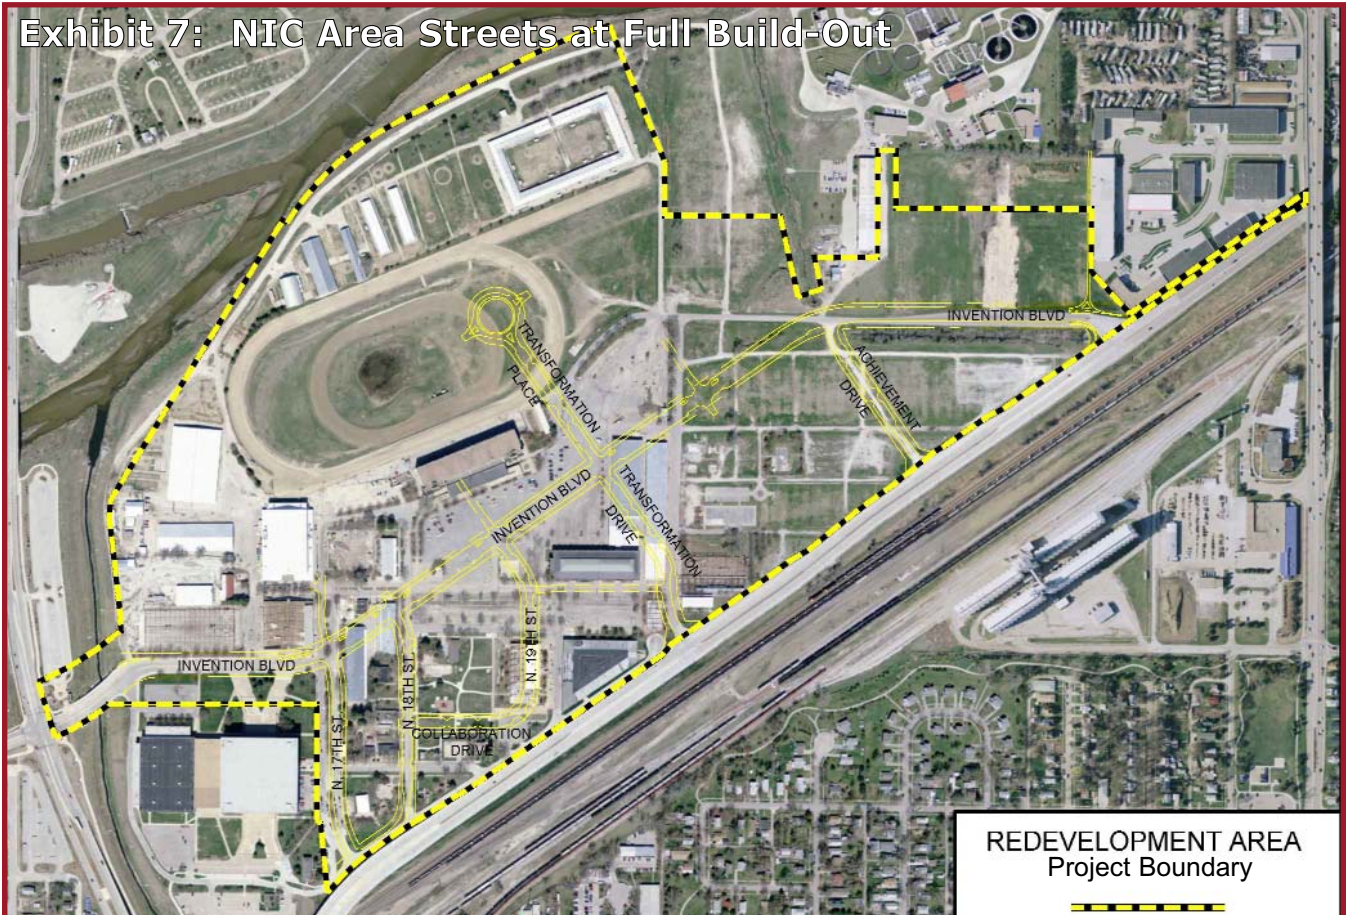 Exhibit 7: NIC Area Streets at Full Build-Out
INVENTION BLVD
TRANSFORMATION
PLACE
ACHIEVEMENT
DRIVE
INVENTION BLVD
TRANSFORMATION
DRIVE
INVENTION BLVD
N. 17TH ST.
N. 18TH ST.
N. 19TH ST.
COLLABORATION
DRIVE
REDEVELOPMENT AREA
Project Boundary